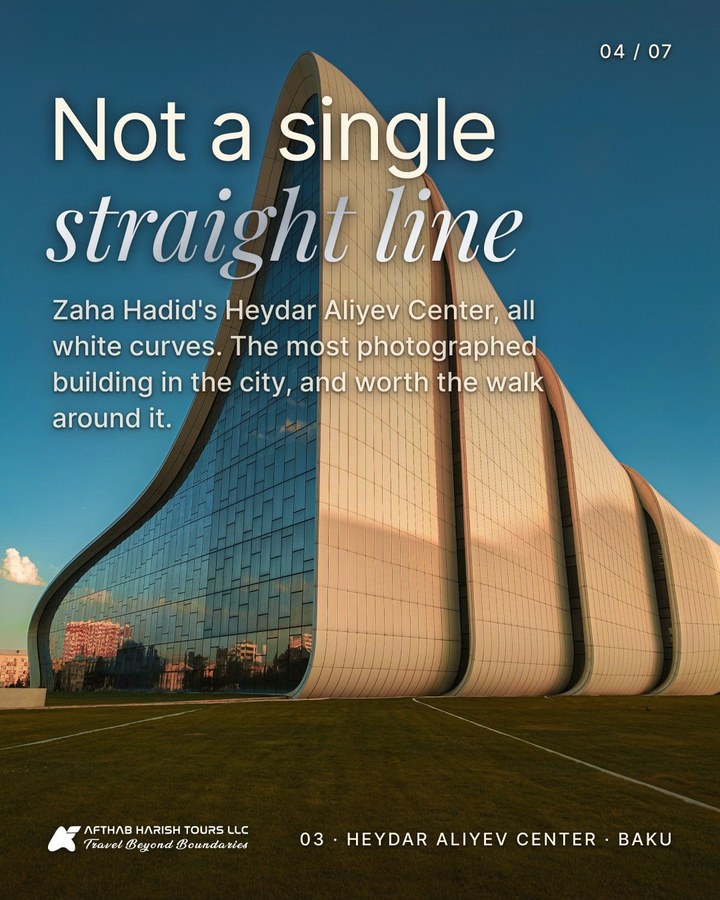 04 / 07
Not a single
straight line
Zaha Hadid's Heydar Aliyev Center, all
white curves. The most photographed
building in the city, and worth the walk
around it.
AFTHAB HARISH TOURS LLC
Travel Beyond Boundaries
03 · HEYDAR ALIYEV CENTER · BAKU